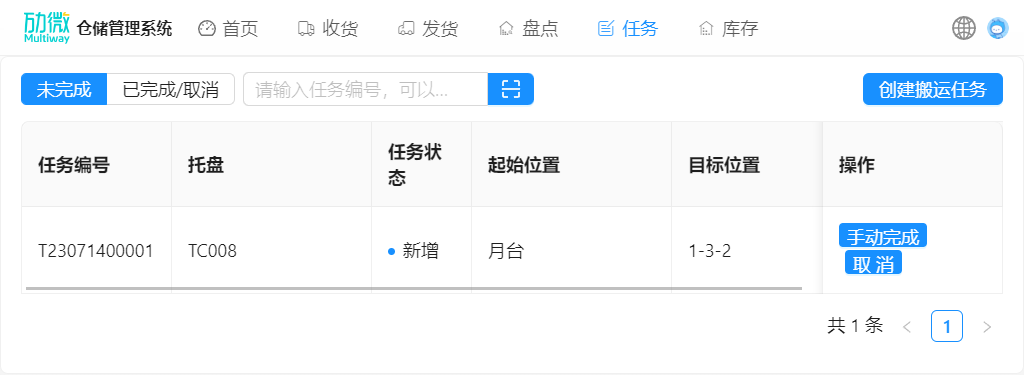 劢微
Multiway
仓储管理系统
首页
收货
发货
盘点
任务
库存
未完成
已完成/取消
请输入任务编号，可以...
创建搬运任务
任务编号
托盘
任务状
态
起始位置
目标位置
操作
T23071400001
TC008
新增
月台
1-3-2
手动完成
取 消
共 1 条
1